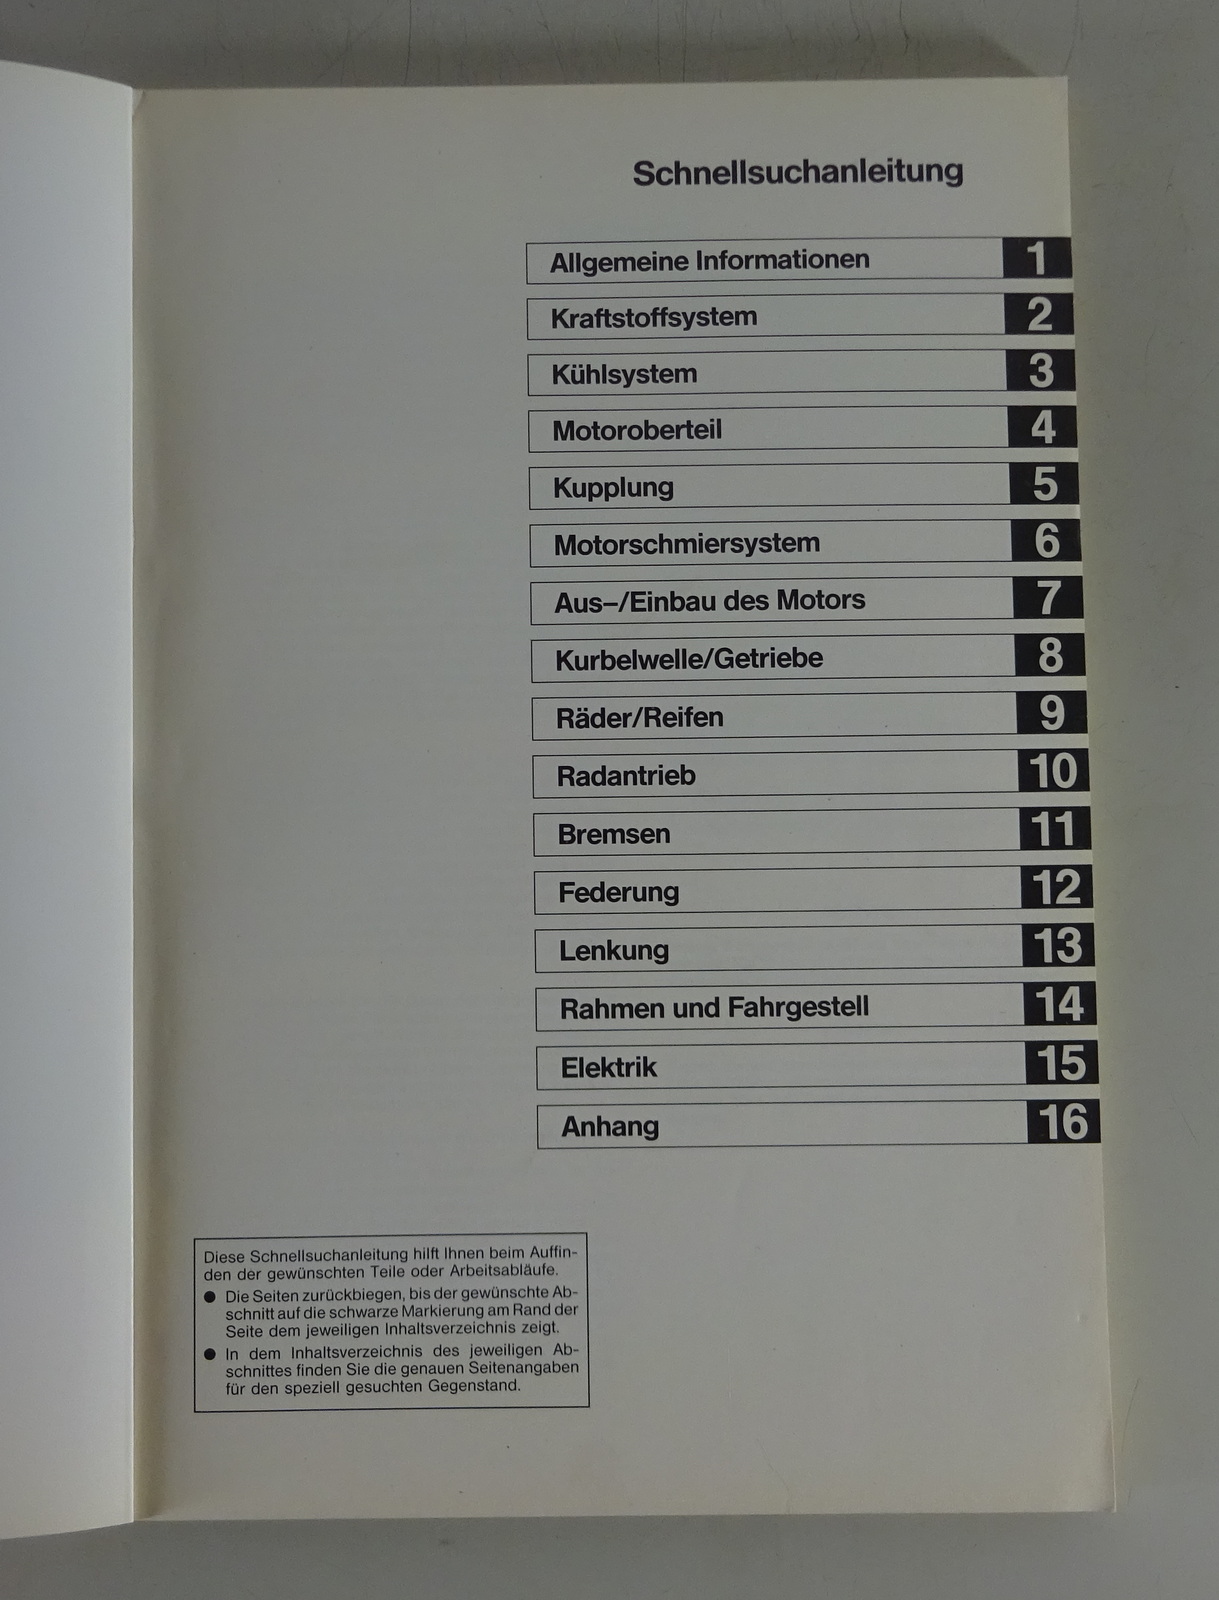 Schnellsuchanleitung
Allgemeine Informationen 1
Kraftstoffsystem 2
Kühlsystem 3
Motoroberteil 4
Kupplung 5
Motorschmiersystem 6
Aus–/Einbau des Motors 7
Kurbelwelle/Getriebe 8
Räder/Reifen 9
Radantrieb 10
Bremsen 11
Federung 12
Lenkung 13
Rahmen und Fahrgestell 14
Elektrik 15
Anhang 16
Diese Schnellsuchanleitung hilft Ihnen beim Auffin-
den der gewünschten Teile oder Arbeitsabläufe.
● Die Seiten zurückbiegen, bis der gewünschte Ab-
schnitt auf die schwarze Markierung am Rand der
Seite dem jeweiligen Inhaltsverzeichnis zeigt.
● In dem Inhaltsverzeichnis des jeweiligen Ab-
schnittes finden Sie die genauen Seitenangaben
für den speziell gesuchten Gegenstand.